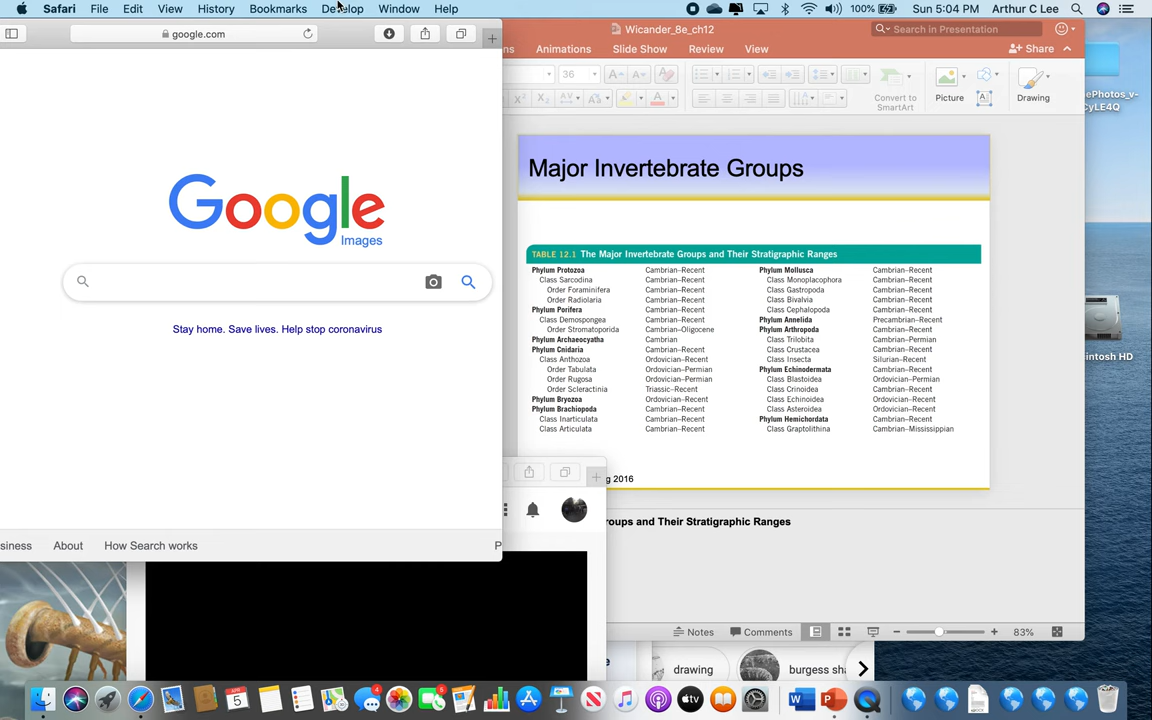 Safari File Edit View History Bookmarks Develop Window Help 100% Sun 5:04 PM Arthur C Lee
google.com
Google
Images
Stay home. Save lives. Help stop coronavirus
siness About How Search works P
Wicander_8e_ch12
Search in Presentation
ns Animations Slide Show Review View
Share
36
Convert to
SmartArt
Picture
Drawing
ePhotos_v-
CyLE4Q
intosh HD
Major Invertebrate Groups
TABLE 12.1 The Major Invertebrate Groups and Their Stratigraphic Ranges
Phylum Protozoa Cambrian–Recent
Class Sarcodina Cambrian–Recent
Order Foraminifera Cambrian–Recent
Order Radiolaria Cambrian–Recent
Phylum Porifera Cambrian–Recent
Class Demospongea Cambrian–Recent
Order Stromatoporida Cambrian–Oligocene
Phylum Archaeocyatha Cambrian
Phylum Cnidaria Cambrian–Recent
Class Anthozoa Ordovician–Recent
Order Tabulata Ordovician–Permian
Order Rugosa Ordovician–Permian
Order Scleractinia Triassic–Recent
Phylum Bryozoa Ordovician–Recent
Phylum Brachiopoda Cambrian–Recent
Class Inarticulata Cambrian–Recent
Class Articulata Cambrian–Recent
Phylum Mollusca Cambrian–Recent
Class Monoplacophora Cambrian–Recent
Class Gastropoda Cambrian–Recent
Class Bivalvia Cambrian–Recent
Class Cephalopoda Cambrian–Recent
Phylum Annelida Precambrian–Recent
Phylum Arthropoda Cambrian–Recent
Class Trilobita Cambrian–Permian
Class Crustacea Cambrian–Recent
Class Insecta Silurian–Recent
Phylum Echinodermata Cambrian–Recent
Class Blastoidea Ordovician–Permian
Class Crinoidea Cambrian–Recent
Class Echinoidea Ordovician–Recent
Class Asteroidea Ordovician–Recent
Phylum Hemichordata Cambrian–Recent
Class Graptolithina Cambrian–Mississippian
g 2016
roups and Their Stratigraphic Ranges
Notes Comments 83%
e
drawing
burgess sha
APR
5
4
5